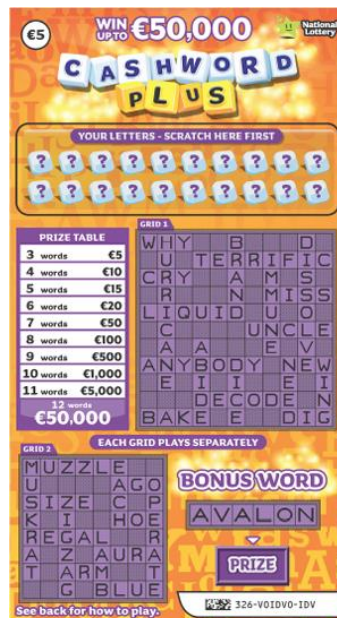 €5
WIN UP TO €50,000
National Lottery
CASHWORD
PLUS
YOUR LETTERS - SCRATCH HERE FIRST
? ? ? ? ? ? ? ? ? ?
? ? ? ? ? ? ? ? ? ?
PRIZE TABLE
3 words €5
4 words €10
5 words €15
6 words €20
7 words €50
8 words €100
9 words €500
10 words €1,000
11 words €5,000
12 words
€50,000
GRID 1
WHY B D
U TERRIFIC
CRY A M S
R N MISS
LIQUID U O
C UNCLE
A A E V
ANYBODY NEW
E I I E I
DECODE N
BAKE E DIG
EACH GRID PLAYS SEPARATELY
GRID 2
MUZZLE
U AGO
SIZE C P
K I HOE
REGAL R
A Z AURA
T ARM T
G BLUE
BONUS WORD
AVALON
PRIZE
See back for how to play.
326-VOIDVO-IDV